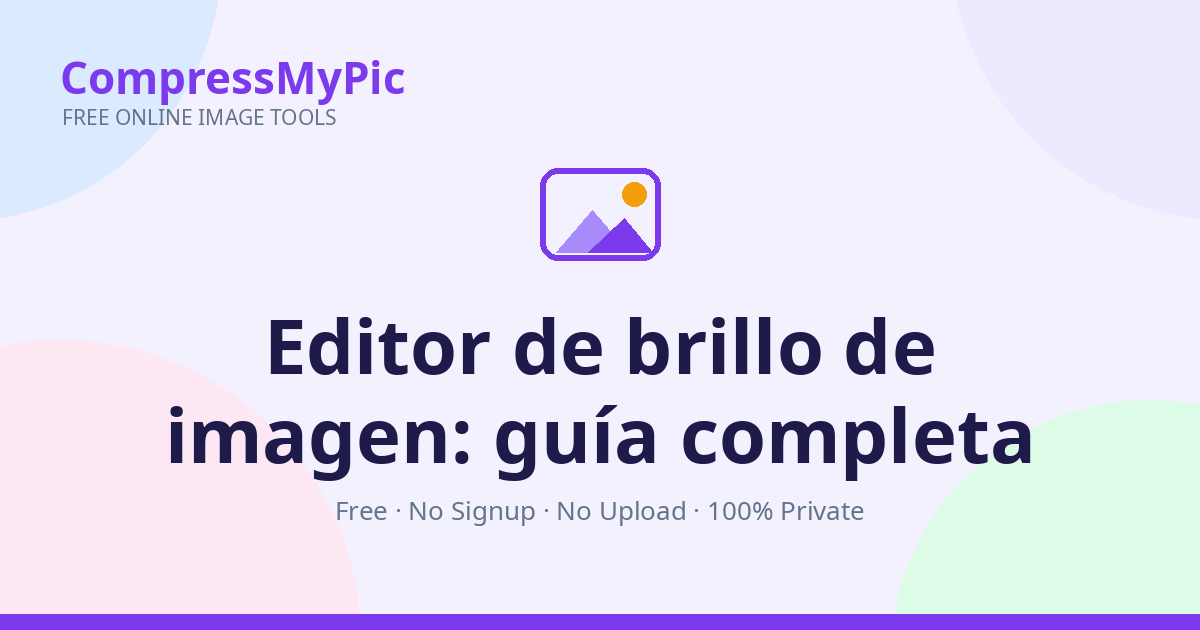 CompressMyPic
FREE ONLINE IMAGE TOOLS
Editor de brillo de
imagen: guía completa
Free · No Signup · No Upload · 100% Private